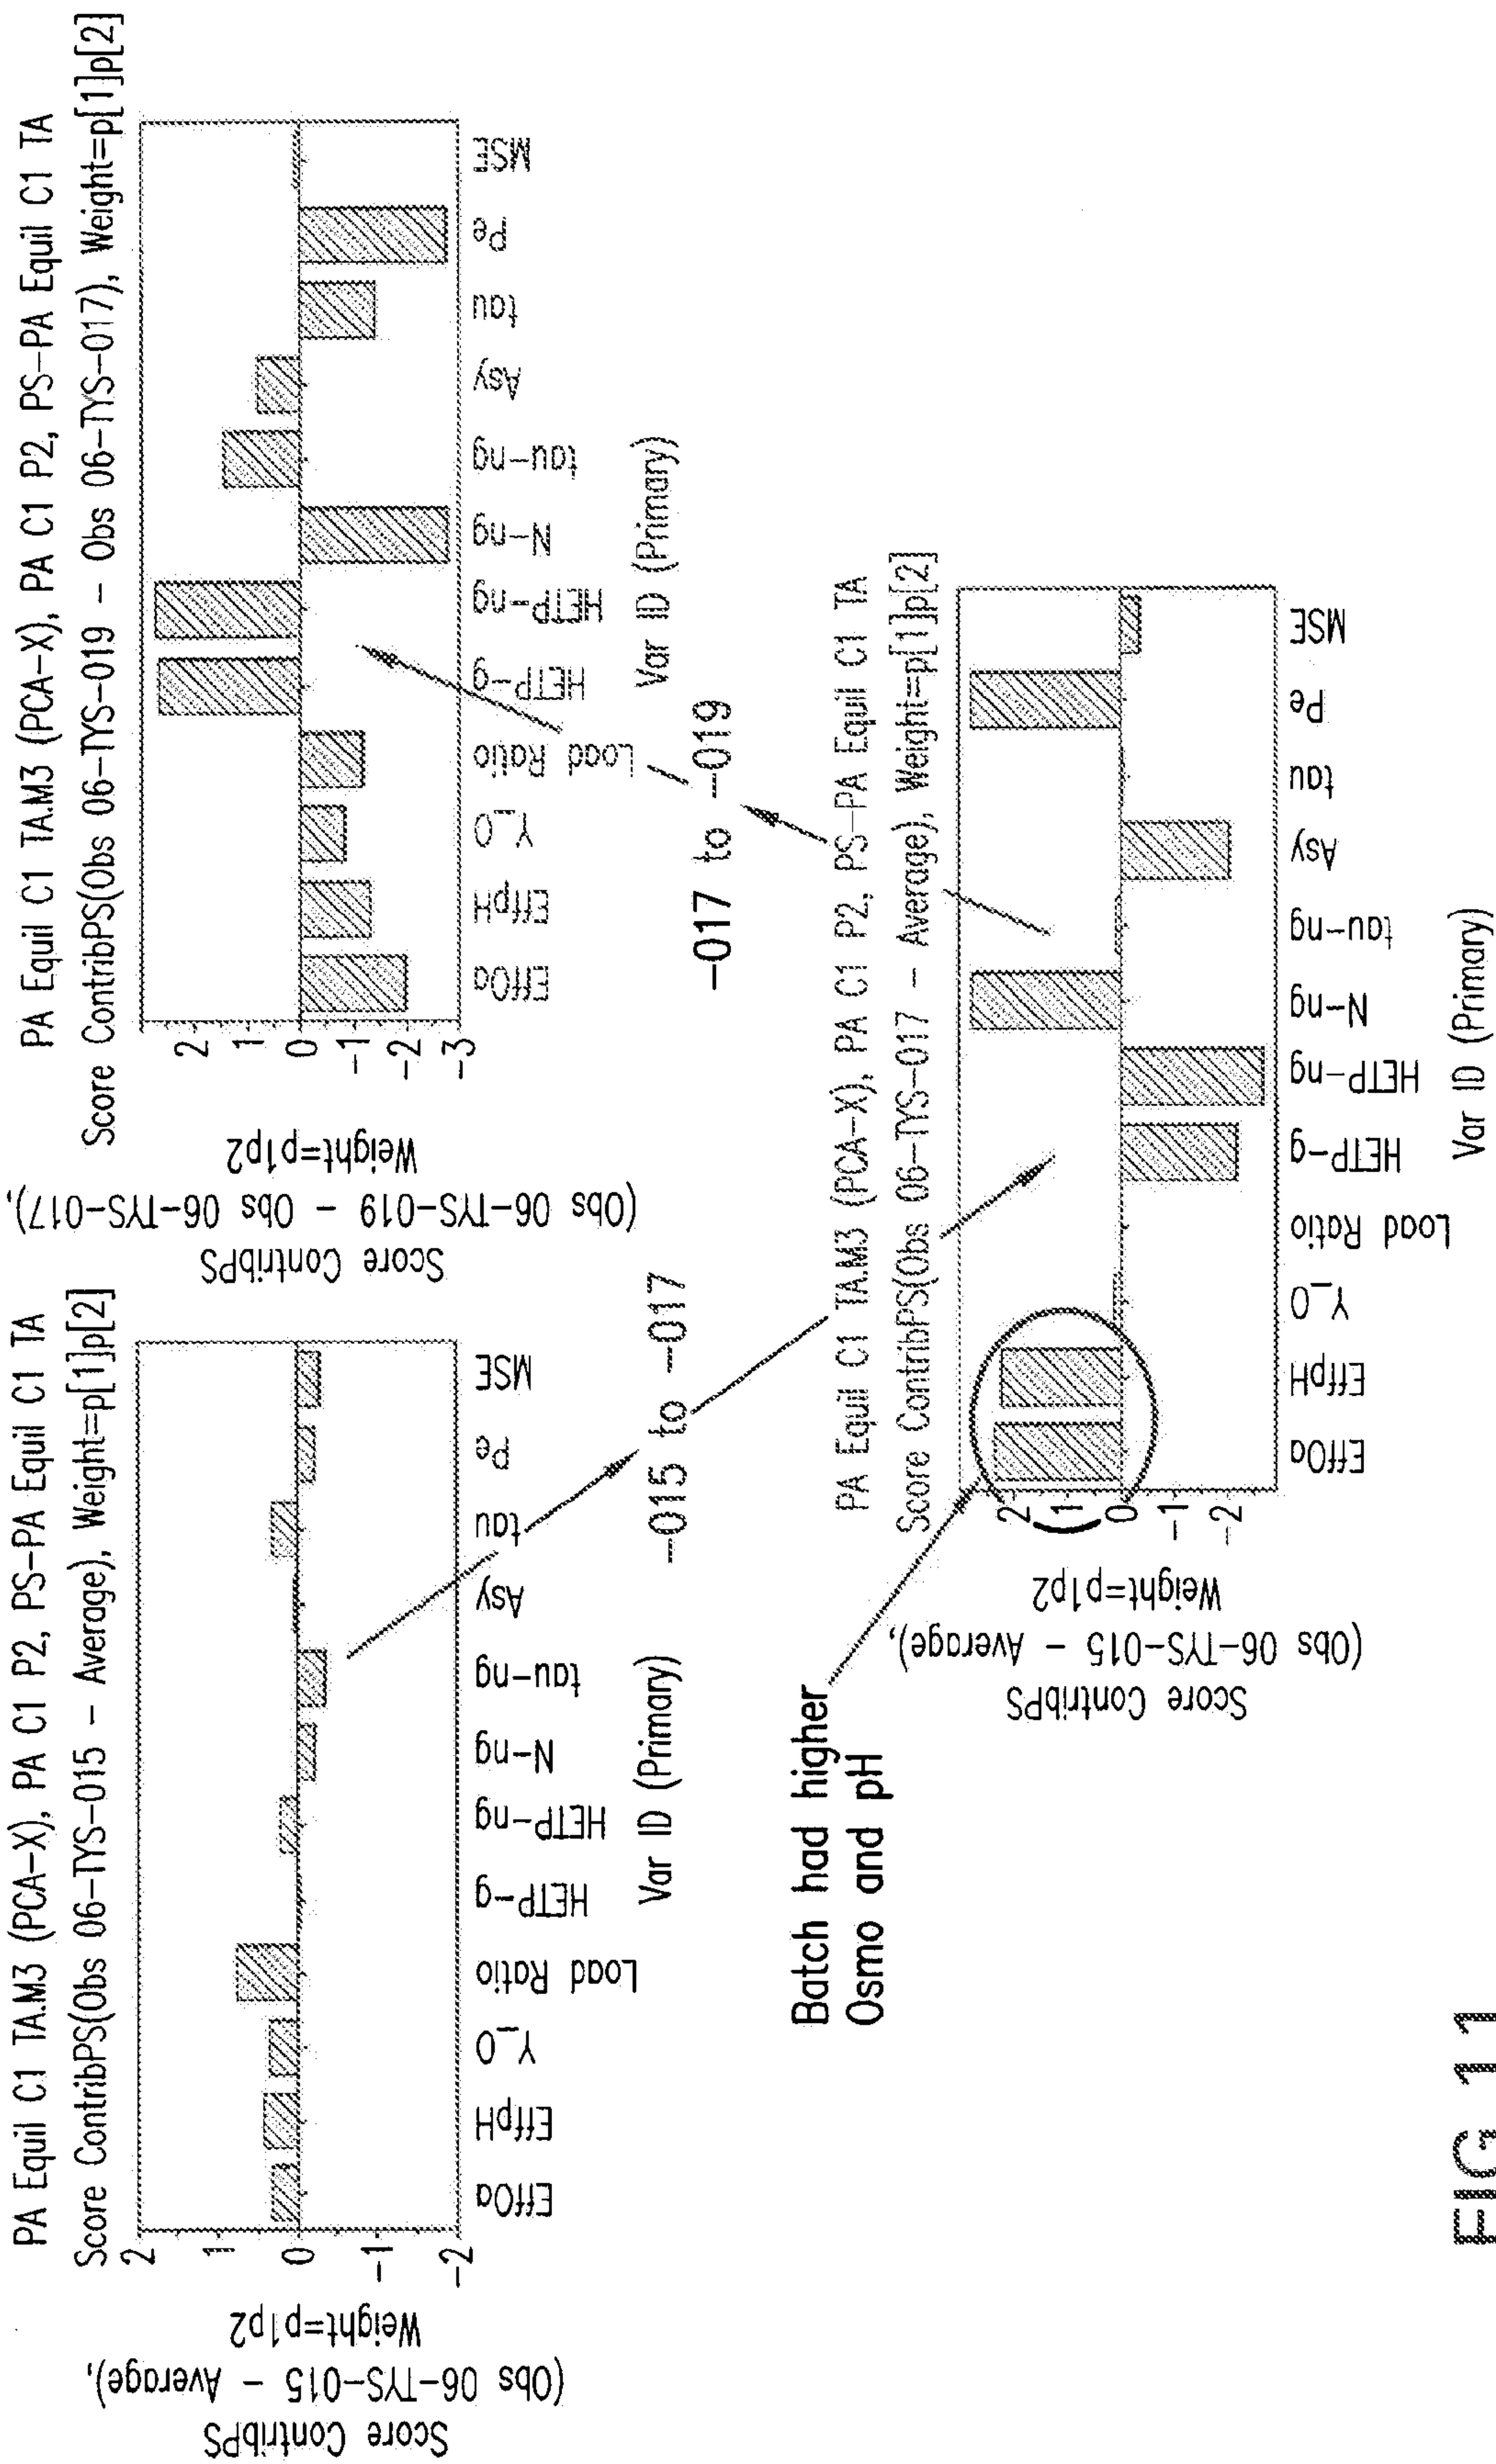 PA Equil C1 TA.M3 (PCA-X), PA C1 P2, PS-PA Equil C1 TA
Score ContribPS(Obs 06-TYS-015 - Average), Weight=p[1]p[2]
Score ContribPS
(Obs 06-TYS-015 - Average),
Weight=p1p2
2
1
0
-1
-2
EffOa
EffpH
Y_O
Load Ratio
HETP-g
HETP-ng
N-ng
tau-ng
Asy
tau
Pe
MSE
Var ID (Primary)
PA Equil C1 TA.M3 (PCA-X), PA C1 P2, PS-PA Equil C1 TA
Score ContribPS(Obs 06-TYS-019 - Obs 06-TYS-017), Weight=p[1]p[2]
Score ContribPS
(Obs 06-TYS-019 - Obs 06-TYS-017),
Weight=p1p2
2
1
0
-1
-2
-3
EffOa
EffpH
Y_O
Load Ratio
HETP-g
HETP-ng
N-ng
tau-ng
Asy
tau
Pe
MSE
Var ID (Primary)
-015 to -017
-017 to -019
Batch had higher
Osmo and pH
PA Equil C1 TA.M3 (PCA-X), PA C1 P2, PS-PA Equil C1 TA
Score ContribPS(Obs 06-TYS-017 - Average), Weight=p[1]p[2]
Score ContribPS
(Obs 06-TYS-015 - Average),
Weight=p1p2
2
1
0
-1
-2
EffOa
EffpH
Y_O
Load Ratio
HETP-g
HETP-ng
N-ng
tau-ng
Asy
tau
Pe
MSE
Var ID (Primary)
FIG 11